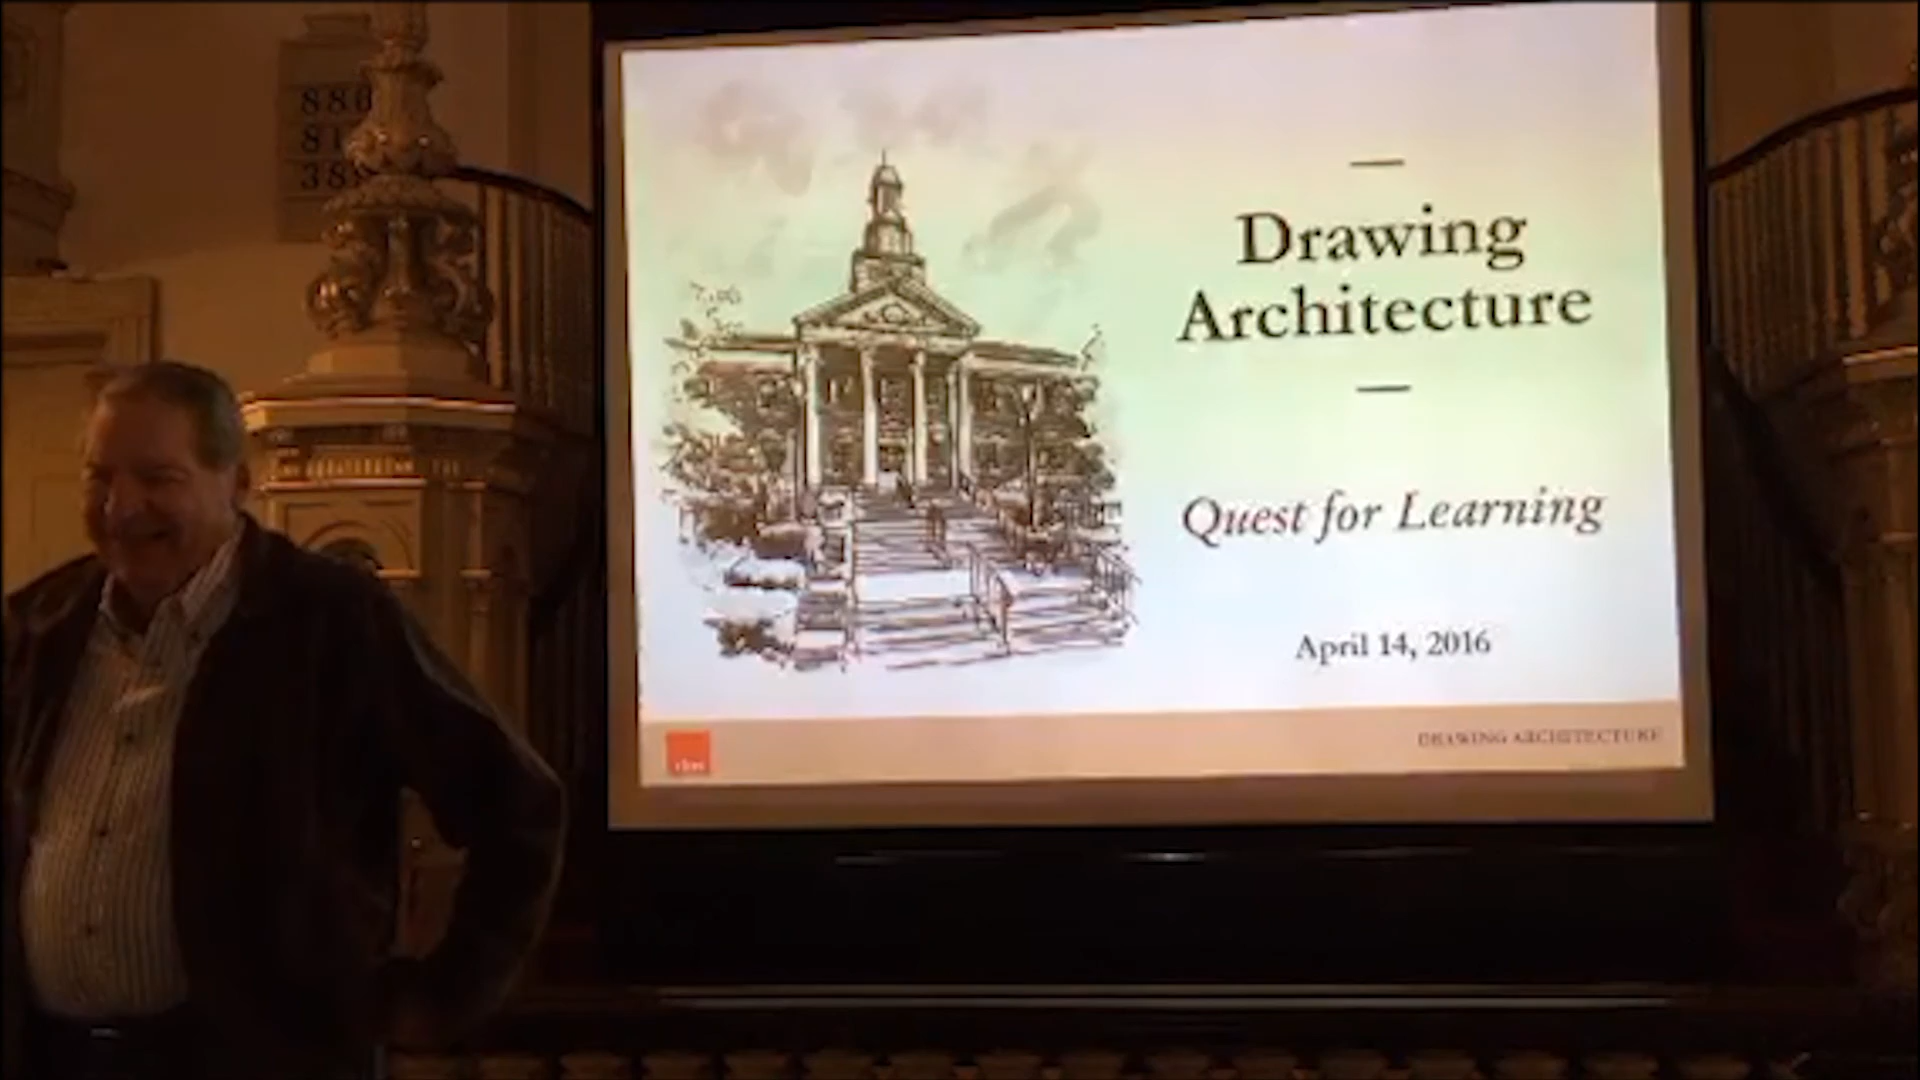 Drawing
Architecture
Quest for Learning
April 14, 2016
DRAWING ARCHITECTURE